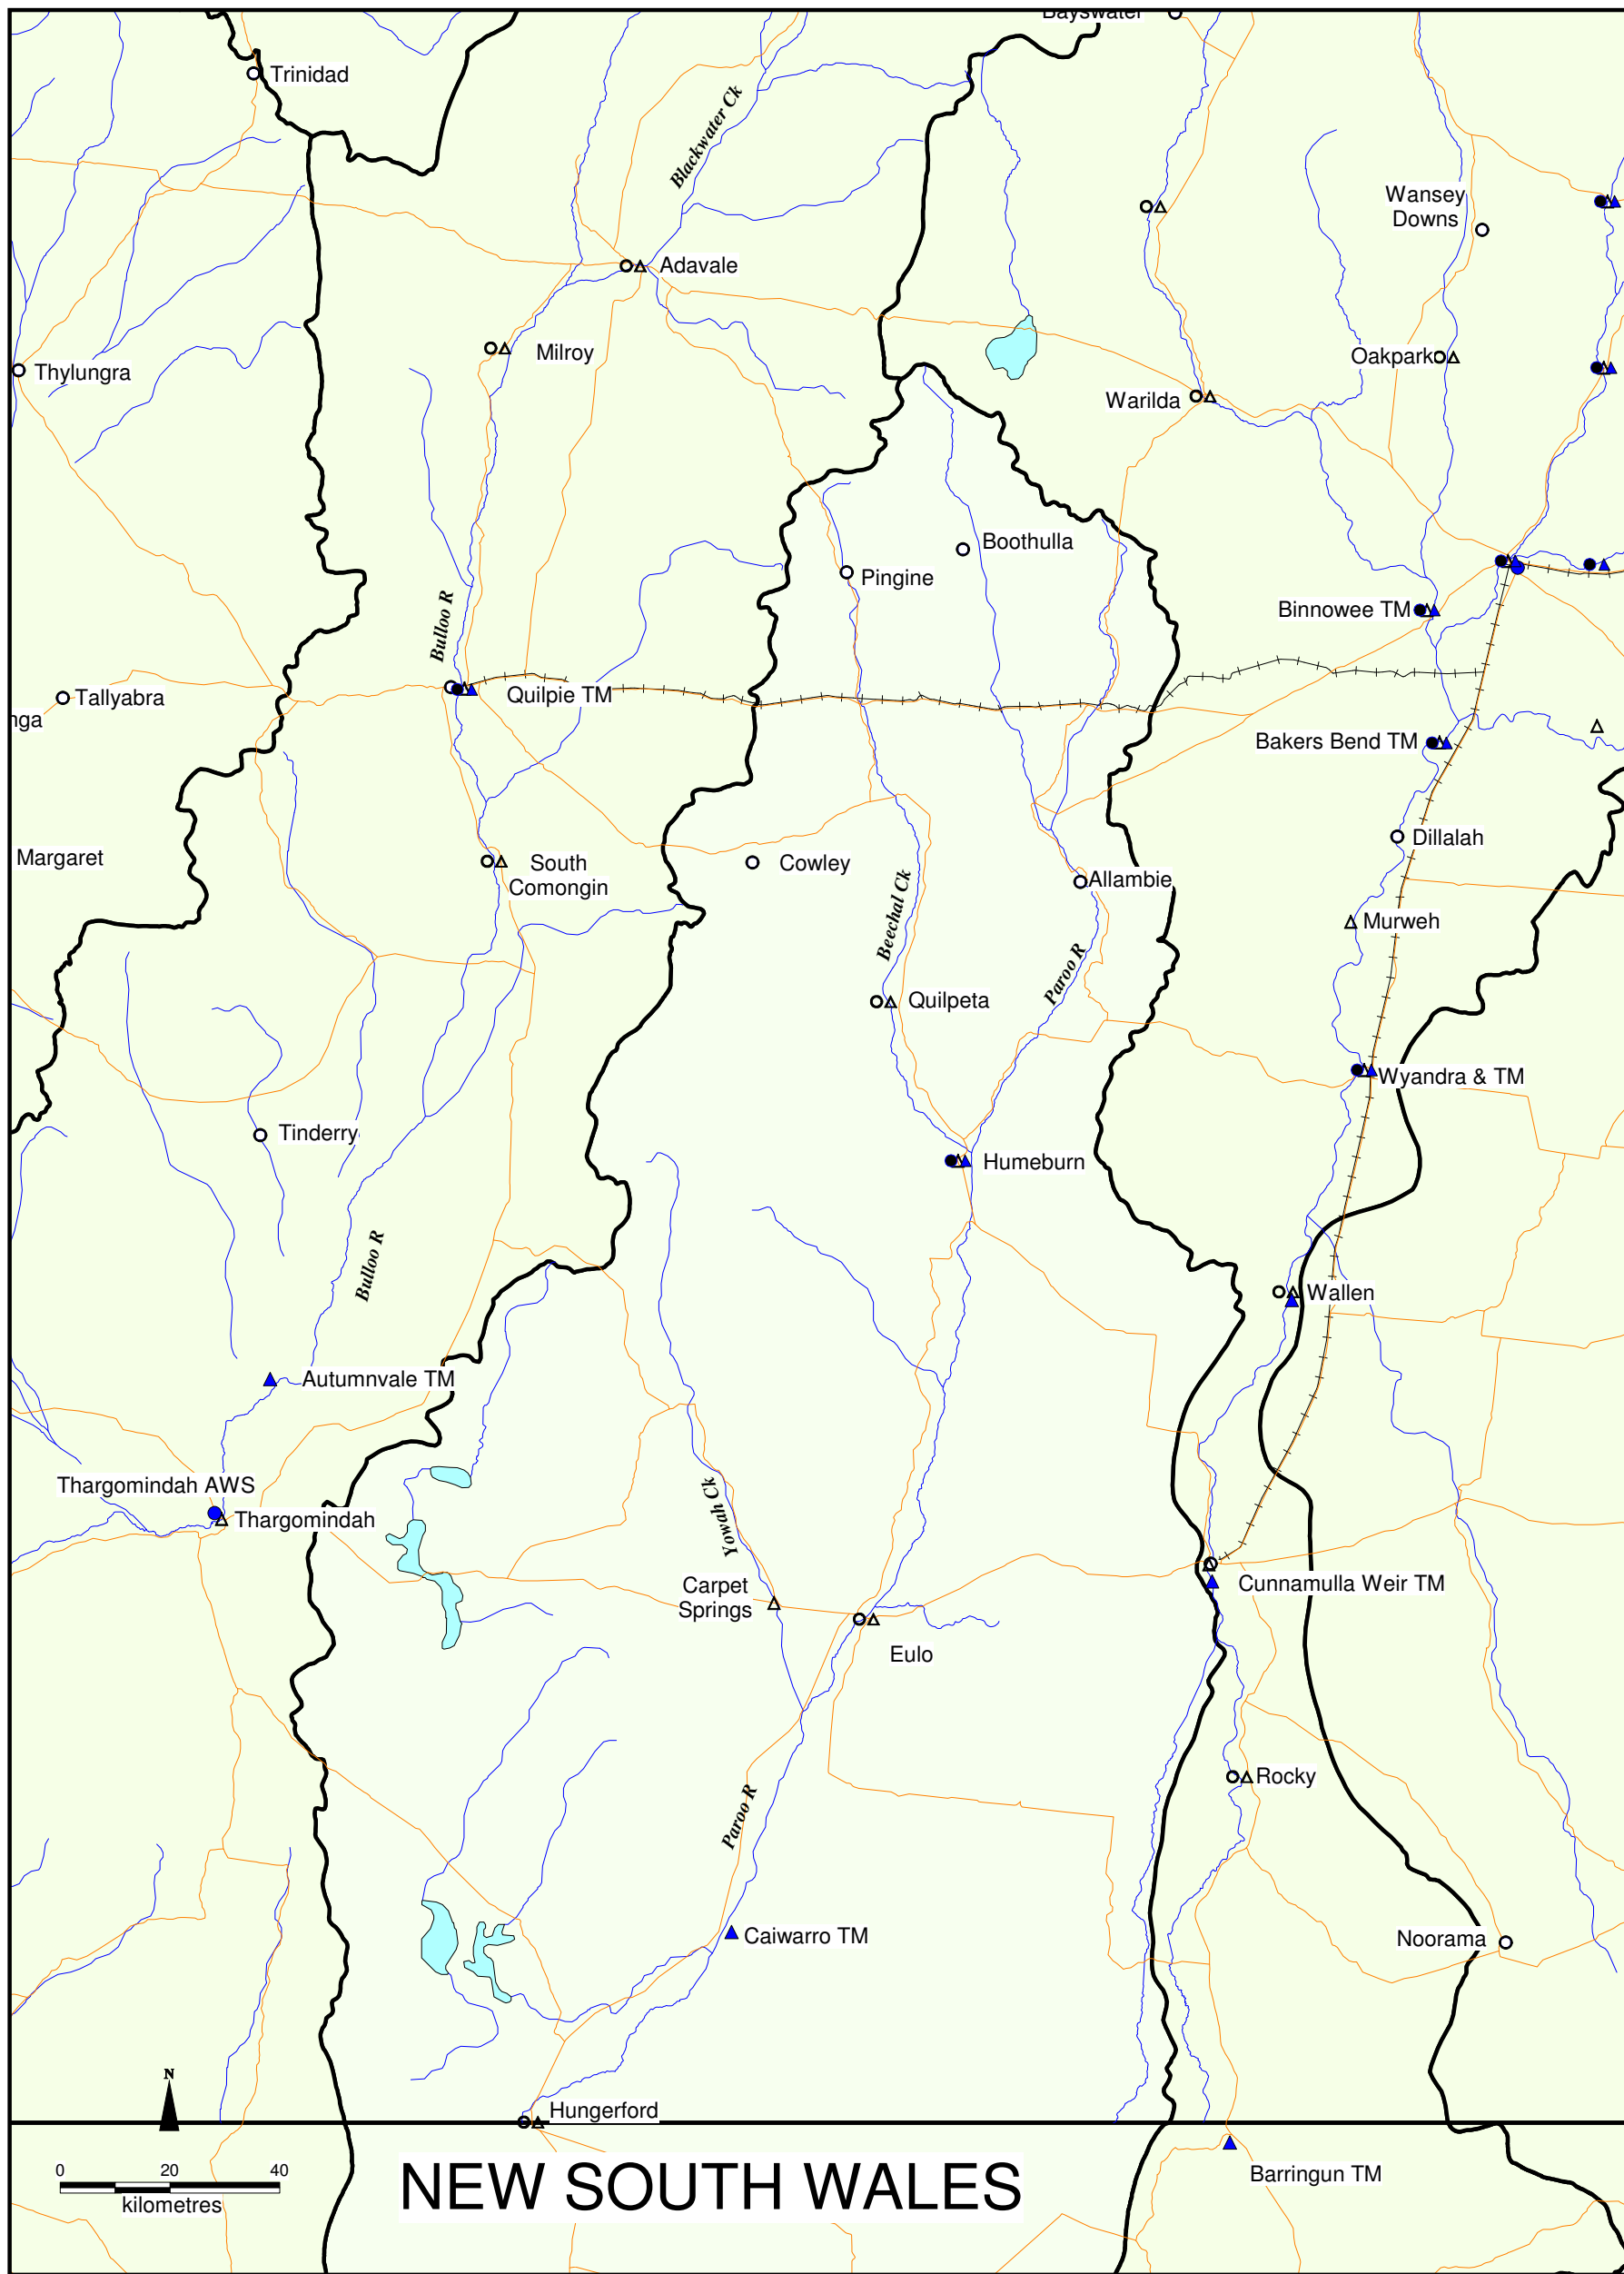 Bayswater
Trinidad
Blackwater Ck
Wansey
Downs
Adavale
Milroy
Oakpark
Thylungra
Warilda
Boothulla
Pingine
Bulloo R
Binnowee TM
Quilpie TM
Tallyabra
nga
Bakers Bend TM
Dillalah
Margaret
South
Comongin
Cowley
Allambie
Beechal Ck
Murweh
Paroo R
Quilpeta
Wyandra & TM
Tinderry
Humeburn
Bulloo R
Wallen
Autumnvale TM
Thargomindah AWS
Thargomindah
Yowah Ck
Carpet
Springs
Cunnamulla Weir TM
Eulo
Rocky
Paroo R
Caiwarro TM
Noorama
N
Hungerford
0 20 40
kilometres
NEW SOUTH WALES
Barringun TM